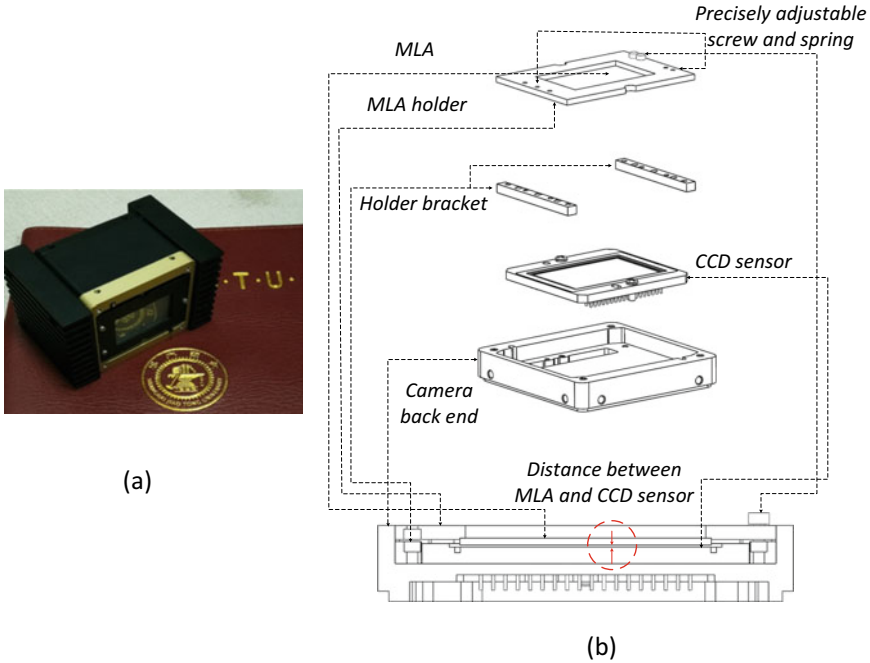 Precisely adjustable
screw and spring
MLA
MLA holder
Holder bracket
CCD sensor
Camera
back end
Distance between
MLA and CCD sensor
· T · U ·
(a)
(b)